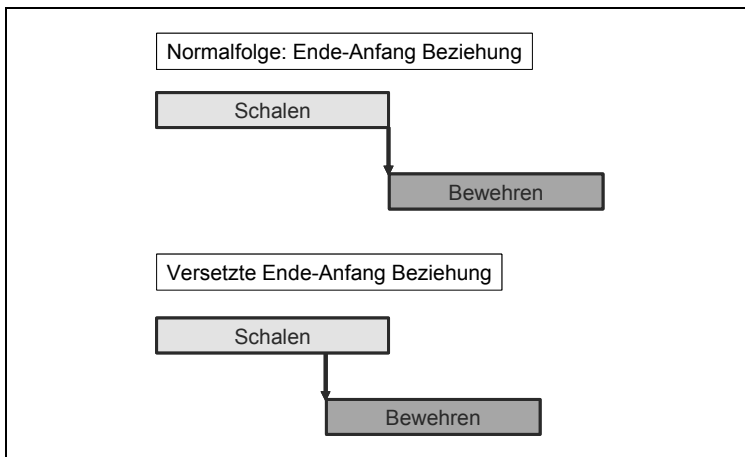 Normalfolge: Ende-Anfang Beziehung
Schalen
Bewehren
Versetzte Ende-Anfang Beziehung
Schalen
Bewehren